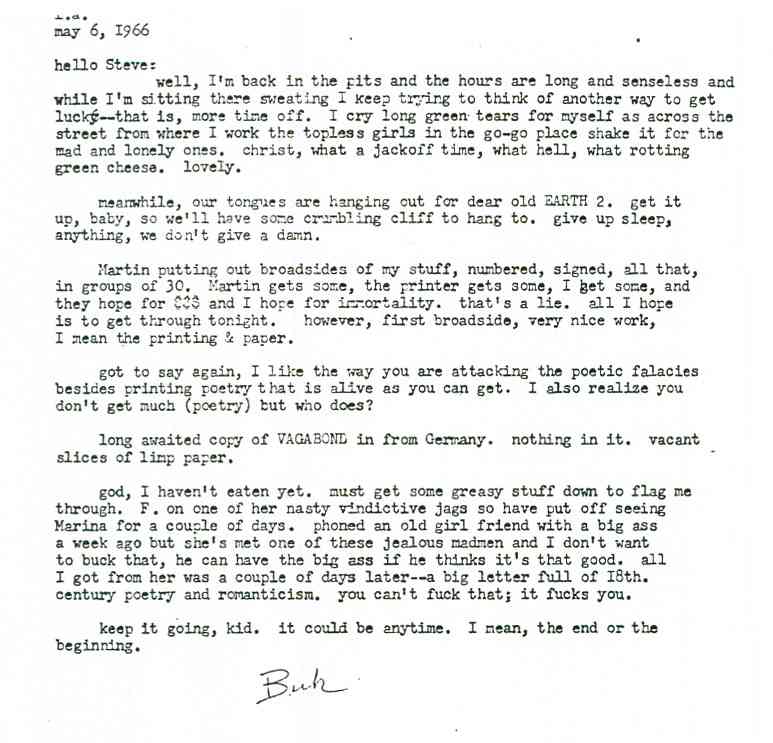 l.a.
may 6, I966
hello Steve:
well, I'm back in the pits and the hours are long and senseless and
while I'm sitting there sweating I keep trying to think of another way to get
lucky--that is, more time off. I cry long green tears for myself as across the
street from where I work the topless girls in the go-go place shake it for the
mad and lonely ones. christ, what a jackoff time, what hell, what rotting
green cheese. lovely.
meanwhile, our tongues are hanging out for dear old EARTH 2. get it
up, baby, so we'll have some crumbling cliff to hang to. give up sleep,
anything, we don't give a damn.
Martin putting out broadsides of my stuff, numbered, signed, all that,
in groups of 30. Martin gets some, the printer gets some, I get some, and
they hope for $$$ and I hope for immortality. that's a lie. all I hope
is to get through tonight. however, first broadside, very nice work,
I mean the printing & paper.
got to say again, I like the way you are attacking the poetic falacies
besides printing poetry that is alive as you can get. I also realize you
don't get much (poetry) but who does?
long awaited copy of VAGABOND in from Germany. nothing in it. vacant
slices of limp paper.
god, I haven't eaten yet. must get some greasy stuff down to flag me
through. F. on one of her nasty vindictive jags so have put off seeing
Marina for a couple of days. phoned an old girl friend with a big ass
a week ago but she's met one of these jealous madmen and I don't want
to buck that, he can have the big ass if he thinks it's that good. all
I got from her was a couple of days later--a big letter full of I8th.
century poetry and romanticism. you can't fuck that; it fucks you.
keep it going, kid. it could be anytime. I mean, the end or the
beginning.
Buk